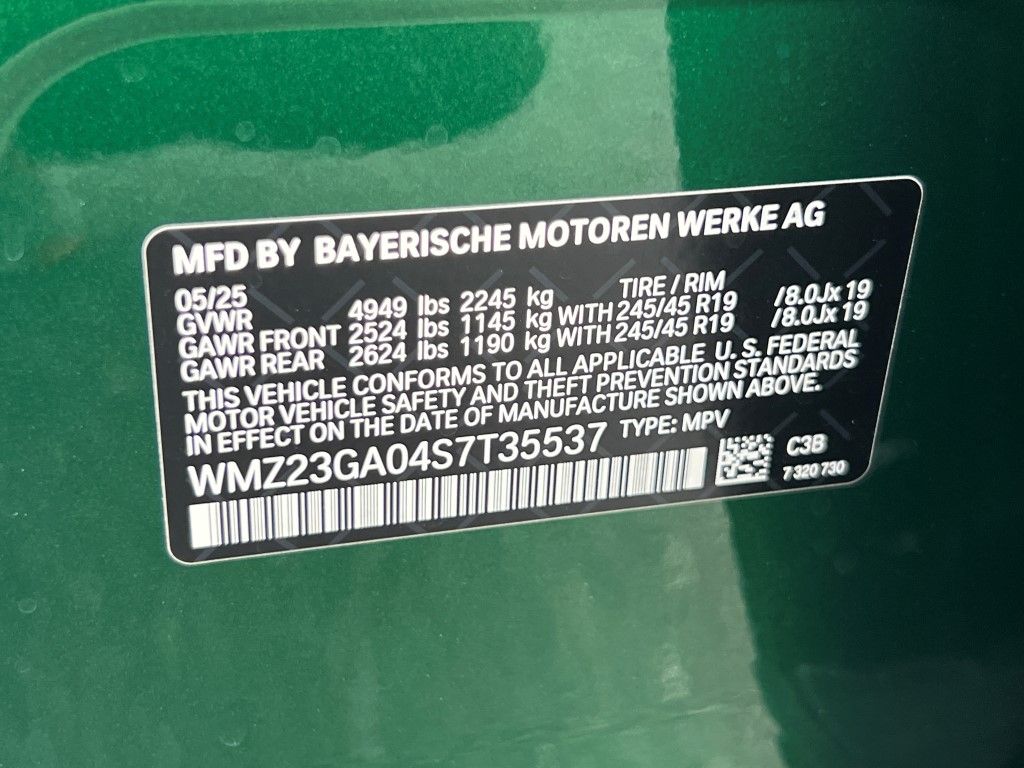 MFD BY BAYERISCHE MOTOREN WERKE AG
05/25 TIRE / RIM
GVWR 4949 lbs 2245 kg
GAWR FRONT 2524 lbs 1145 kg WITH 245/45 R19 /8.0Jx 19
GAWR REAR 2624 lbs 1190 kg WITH 245/45 R19 /8.0Jx 19
THIS VEHICLE CONFORMS TO ALL APPLICABLE U. S. FEDERAL
MOTOR VEHICLE SAFETY AND THEFT PREVENTION STANDARDS
IN EFFECT ON THE DATE OF MANUFACTURE SHOWN ABOVE.
WMZ23GA04S7T35537 TYPE: MPV
C3B
7 320 730